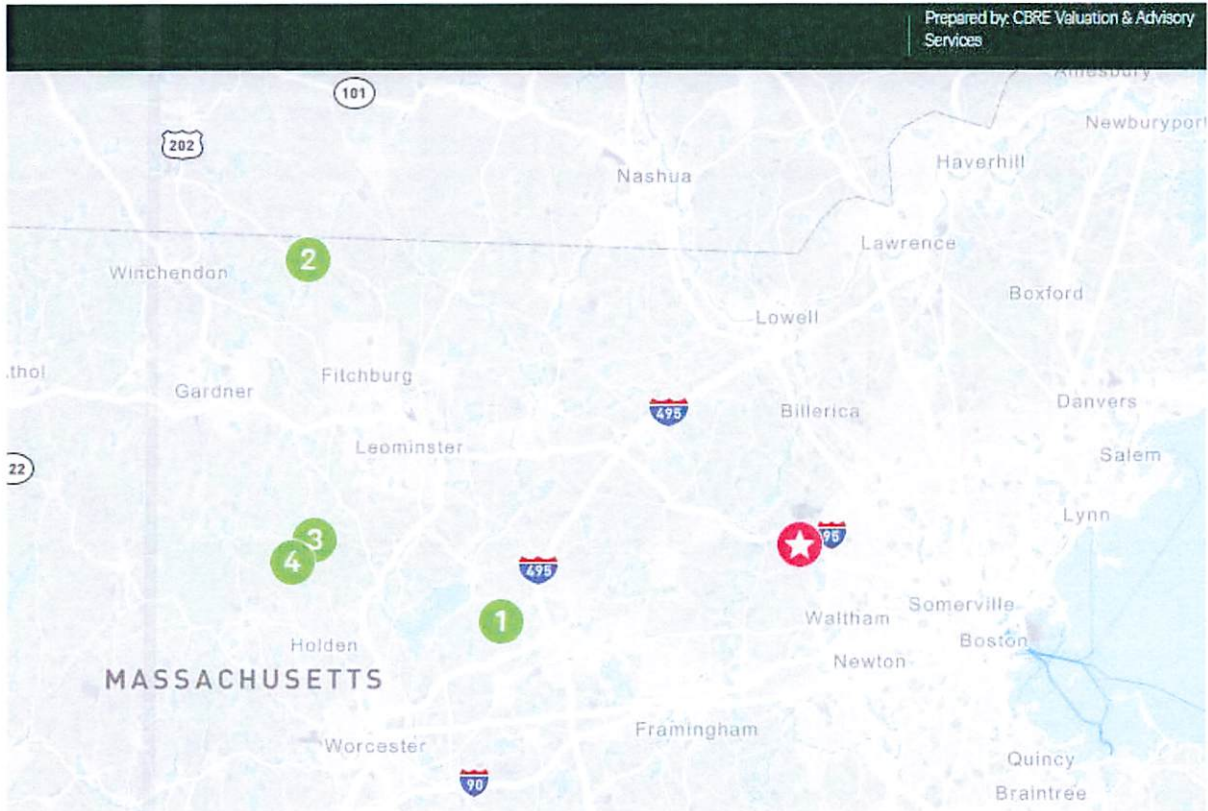 Prepared by: CBRE Valuation & Advisory
Services
Amesbury
101
Newburyport
202
Haverhill
Nashua
Lawrence
2
Winchendon
Boxford
Lowell
.thol
Fitchburg
Gardner
495
Billerica
Danvers
Leominster
Salem
22
Lynn
3
95
4
495
Somerville
1
Waltham
Boston
Holden
Newton
MASSACHUSETTS
Framingham
Worcester
Quincy
90
Braintree